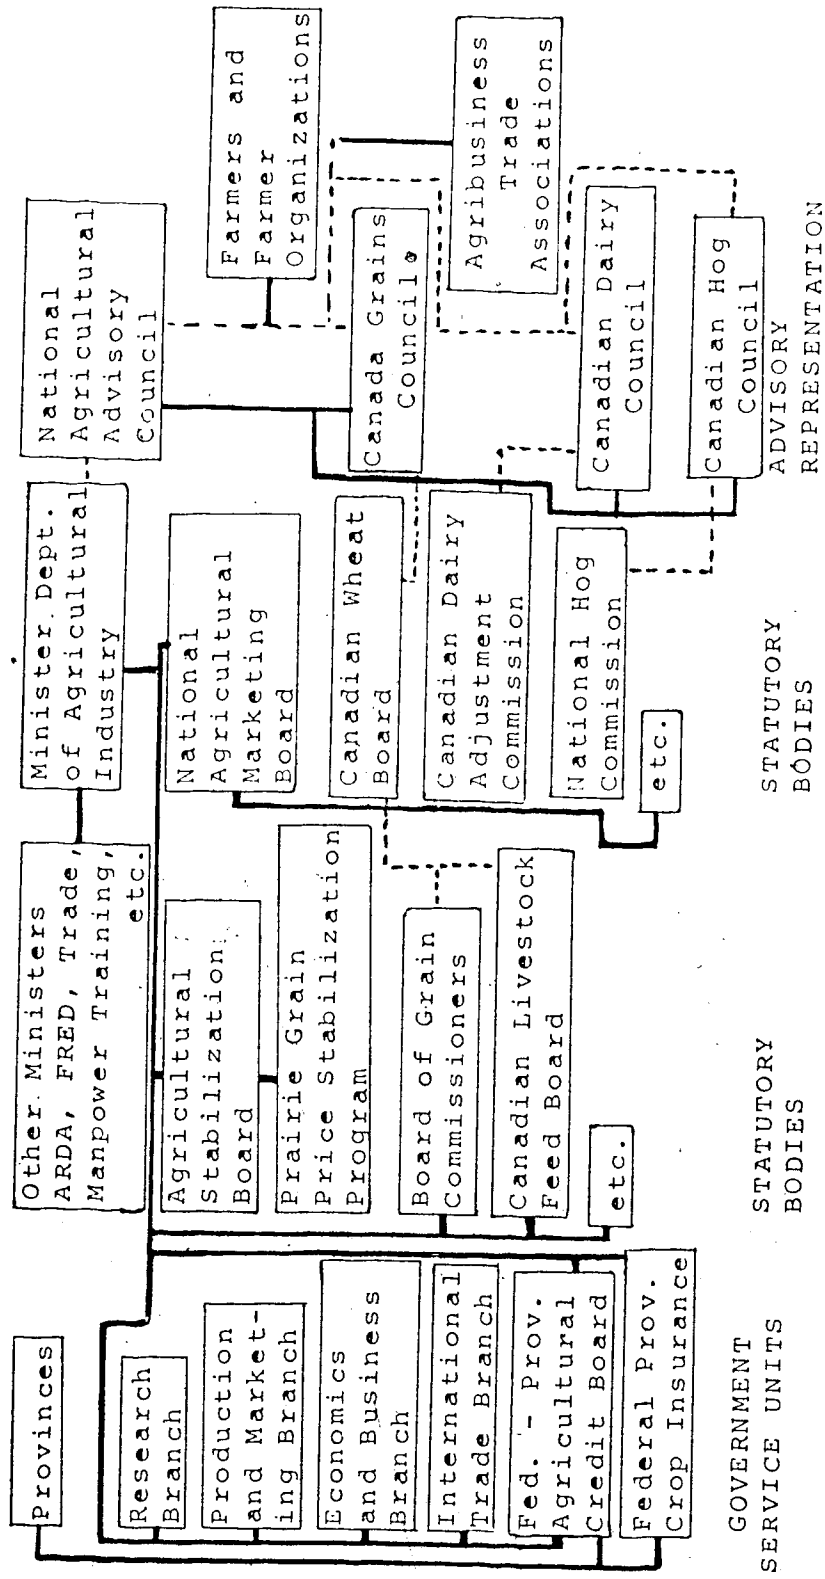 Provinces
Research
Branch
Production
and Market-
ing Branch
Economics
and Business
Branch
International
Trade Branch
Fed. - Prov.
Agricultural
Credit Board
Federal Prov.
Crop Insurance
GOVERNMENT
SERVICE UNITS
Other Ministers
ARDA, FRED, Trade,
Manpower Training,
etc.
Agricultural
Stabilization
Board
Prairie Grain
Price Stabilization
Program
Board of Grain
Commissioners
Canadian Livestock
Feed Board
etc.
STATUTORY
BODIES
Minister Dept.
of Agricultural
Industry
National
Agricultural
Marketing
Board
Canadian Wheat
Board
Canadian Dairy
Adjustment
Commission
National Hog
Commission
etc.
STATUTORY
BODIES
National
Agricultural
Advisory
Council
Farmers and
Farmer
Organizations
Canada Grains
Council
Agribusiness
Trade
Associations
Canadian Dairy
Council
Canadian Hog
Council
ADVISORY
REPRESENTATION